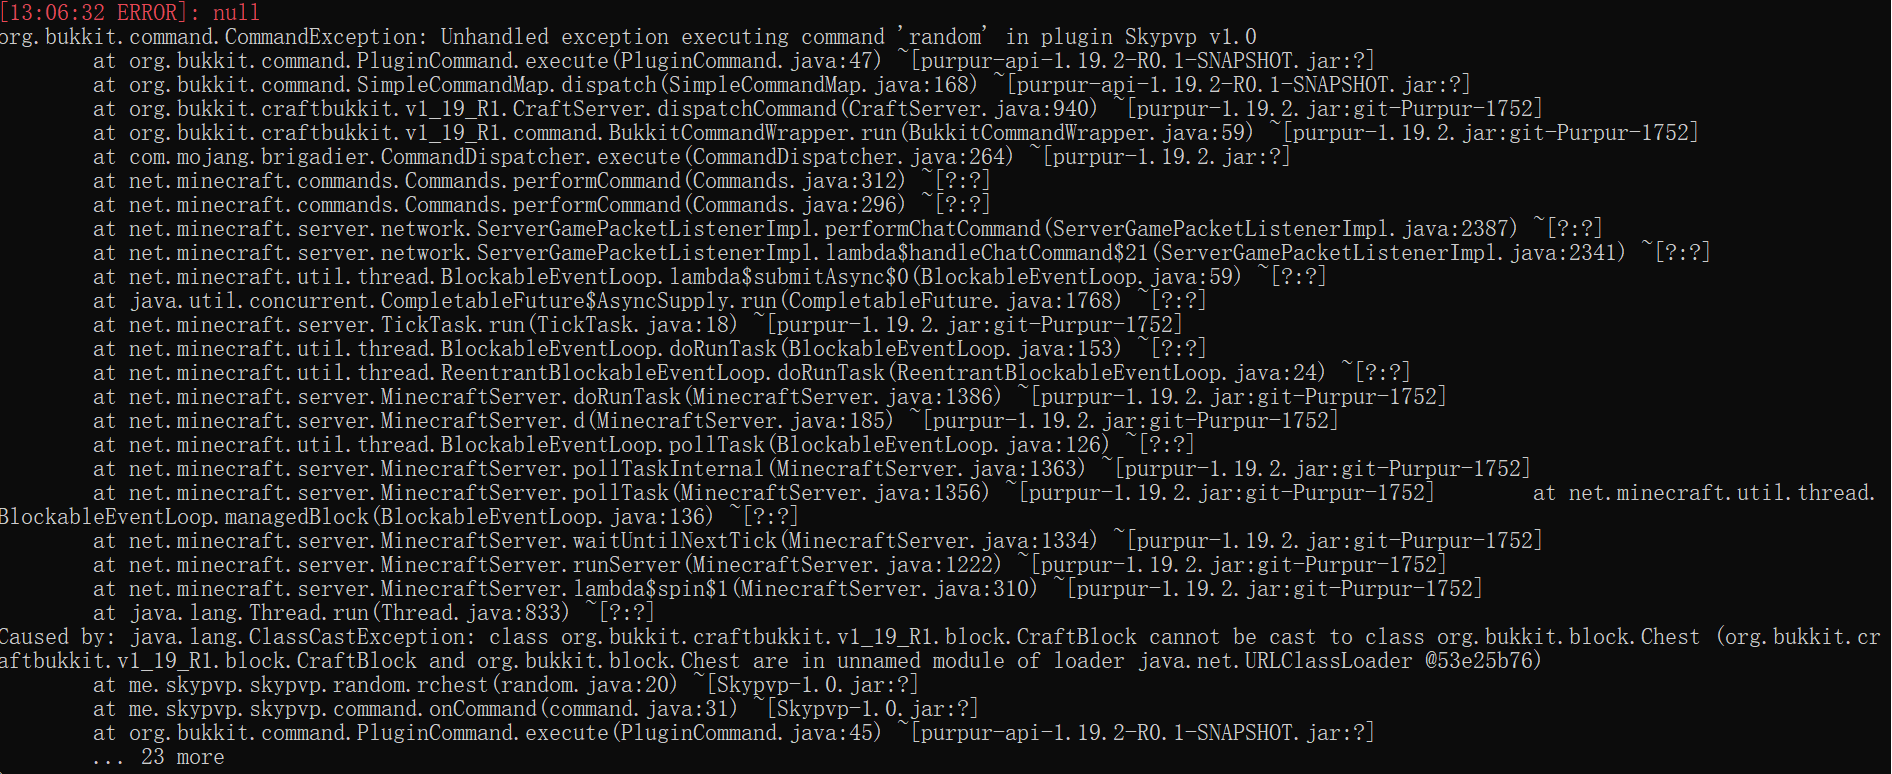 [13:06:32 ERROR]: null
org.bukkit.command.CommandException: Unhandled exception executing command 'random' in plugin Skypvp v1.0
        at org.bukkit.command.PluginCommand.execute(PluginCommand.java:47) ~[purpur-api-1.19.2-R0.1-SNAPSHOT.jar:?]
        at org.bukkit.command.SimpleCommandMap.dispatch(SimpleCommandMap.java:168) ~[purpur-api-1.19.2-R0.1-SNAPSHOT.jar:?]
        at org.bukkit.craftbukkit.v1_19_R1.CraftServer.dispatchCommand(CraftServer.java:940) ~[purpur-1.19.2.jar:git-Purpur-1752]
        at org.bukkit.craftbukkit.v1_19_R1.command.BukkitCommandWrapper.run(BukkitCommandWrapper.java:59) ~[purpur-1.19.2.jar:git-Purpur-1752]
        at com.mojang.brigadier.CommandDispatcher.execute(CommandDispatcher.java:264) ~[purpur-1.19.2.jar:?]
        at net.minecraft.commands.Commands.performCommand(Commands.java:312) ~[?:?]
        at net.minecraft.commands.Commands.performCommand(Commands.java:296) ~[?:?]
        at net.minecraft.server.network.ServerGamePacketListenerImpl.performChatCommand(ServerGamePacketListenerImpl.java:2387) ~[?:?]
        at net.minecraft.server.network.ServerGamePacketListenerImpl.lambda$handleChatCommand$21(ServerGamePacketListenerImpl.java:2341) ~[?:?]
        at net.minecraft.util.thread.BlockableEventLoop.lambda$submitAsync$0(BlockableEventLoop.java:59) ~[?:?]
        at java.util.concurrent.CompletableFuture$AsyncSupply.run(CompletableFuture.java:1768) ~[?:?]
        at net.minecraft.server.TickTask.run(TickTask.java:18) ~[purpur-1.19.2.jar:git-Purpur-1752]
        at net.minecraft.util.thread.BlockableEventLoop.doRunTask(BlockableEventLoop.java:153) ~[?:?]
        at net.minecraft.util.thread.ReentrantBlockableEventLoop.doRunTask(ReentrantBlockableEventLoop.java:24) ~[?:?]
        at net.minecraft.server.MinecraftServer.doRunTask(MinecraftServer.java:1386) ~[purpur-1.19.2.jar:git-Purpur-1752]
        at net.minecraft.server.MinecraftServer.d(MinecraftServer.java:185) ~[purpur-1.19.2.jar:git-Purpur-1752]
        at net.minecraft.util.thread.BlockableEventLoop.pollTask(BlockableEventLoop.java:126) ~[?:?]
        at net.minecraft.server.MinecraftServer.pollTaskInternal(MinecraftServer.java:1363) ~[purpur-1.19.2.jar:git-Purpur-1752]
        at net.minecraft.server.MinecraftServer.pollTask(MinecraftServer.java:1356) ~[purpur-1.19.2.jar:git-Purpur-1752]        at net.minecraft.util.thread.
BlockableEventLoop.managedBlock(BlockableEventLoop.java:136) ~[?:?]
        at net.minecraft.server.MinecraftServer.waitUntilNextTick(MinecraftServer.java:1334) ~[purpur-1.19.2.jar:git-Purpur-1752]
        at net.minecraft.server.MinecraftServer.runServer(MinecraftServer.java:1222) ~[purpur-1.19.2.jar:git-Purpur-1752]
        at net.minecraft.server.MinecraftServer.lambda$spin$1(MinecraftServer.java:310) ~[purpur-1.19.2.jar:git-Purpur-1752]
        at java.lang.Thread.run(Thread.java:833) ~[?:?]
Caused by: java.lang.ClassCastException: class org.bukkit.craftbukkit.v1_19_R1.block.CraftBlock cannot be cast to class org.bukkit.block.Chest (org.bukkit.cr
aftbukkit.v1_19_R1.block.CraftBlock and org.bukkit.block.Chest are in unnamed module of loader java.net.URLClassLoader @53e25b76)
        at me.skypvp.skypvp.random.rchest(random.java:20) ~[Skypvp-1.0.jar:?]
        at me.skypvp.skypvp.command.onCommand(command.java:31) ~[Skypvp-1.0.jar:?]
        at org.bukkit.command.PluginCommand.execute(PluginCommand.java:45) ~[purpur-api-1.19.2-R0.1-SNAPSHOT.jar:?]
        ... 23 more